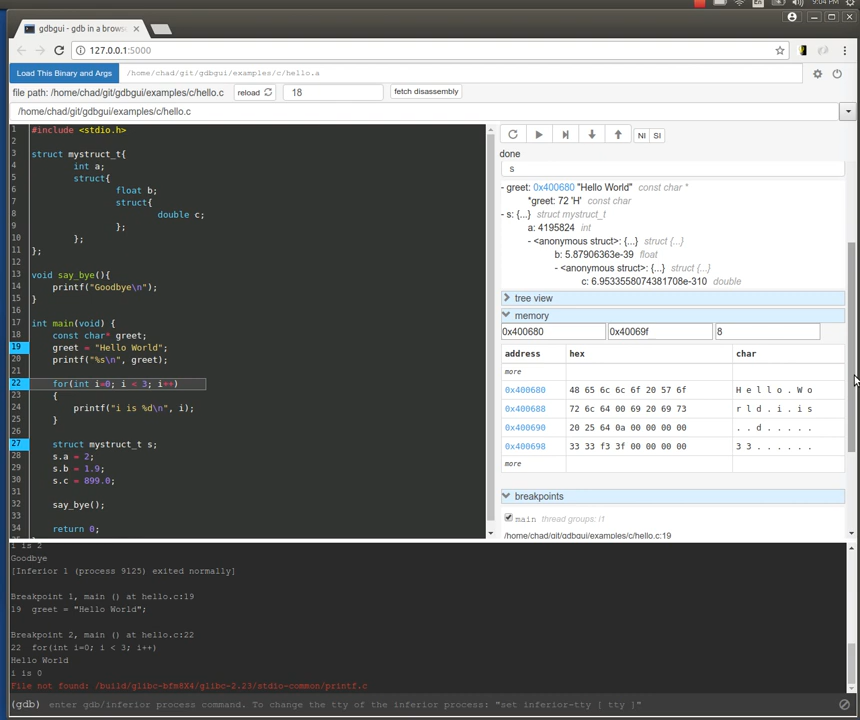 9:04 PM
gdbgui - gdb in a brows
127.0.0.1:5000
Load This Binary and Args
/home/chad/git/gdbgui/examples/c/hello.a
file path: /home/chad/git/gdbgui/examples/c/hello.c
reload
18
fetch disassembly
/home/chad/git/gdbgui/examples/c/hello.c
1 #include <stdio.h>
2
3 struct mystruct_t{
4 int a;
5 struct{
6 float b;
7 struct{
8 double c;
9 };
10 };
11 };
12
13 void say_bye(){
14 printf("Goodbye\n");
15 }
16
17 int main(void) {
18 const char* greet;
19 greet = "Hello World";
20 printf("%s\n", greet);
21
22 for(int i=0; i < 3; i++)
23 {
24 printf("i is %d\n", i);
25 }
26
27 struct mystruct_t s;
28 s.a = 2;
29 s.b = 1.9;
30 s.c = 899.0;
31
32 say_bye();
33
34 return 0;
NI
SI
done
s
- greet: 0x400680 "Hello World" const char *
*greet: 72 'H' const char
- s: {...} struct mystruct_t
a: 4195824 int
- <anonymous struct>: {...} struct {...}
b: 5.87906363e-39 float
- <anonymous struct>: {...} struct {...}
c: 6.9533558074381708e-310 double
tree view
memory
0x400680
0x40069f
8
address hex char
more
0x400680 48 65 6c 6c 6f 20 57 6f H e l l o . W o
0x400688 72 6c 64 00 69 20 69 73 r l d . i . i s
0x400690 20 25 64 0a 00 00 00 00 . . d . . . . .
0x400698 33 33 f3 3f 00 00 00 00 3 3 . . . . . .
more
breakpoints
main thread groups: i1
/home/chad/git/gdbgui/examples/c/hello.c:19
i is 2
Goodbye
[Inferior 1 (process 9125) exited normally]
Breakpoint 1, main () at hello.c:19
19 greet = "Hello World";
Breakpoint 2, main () at hello.c:22
22 for(int i=0; i < 3; i++)
Hello World
i is 0
File not found: /build/glibc-bfm8X4/glibc-2.23/stdio-common/printf.c
(gdb) enter gdb/inferior process command. To change the tty of the inferior process: "set inferior-tty [ tty ]"